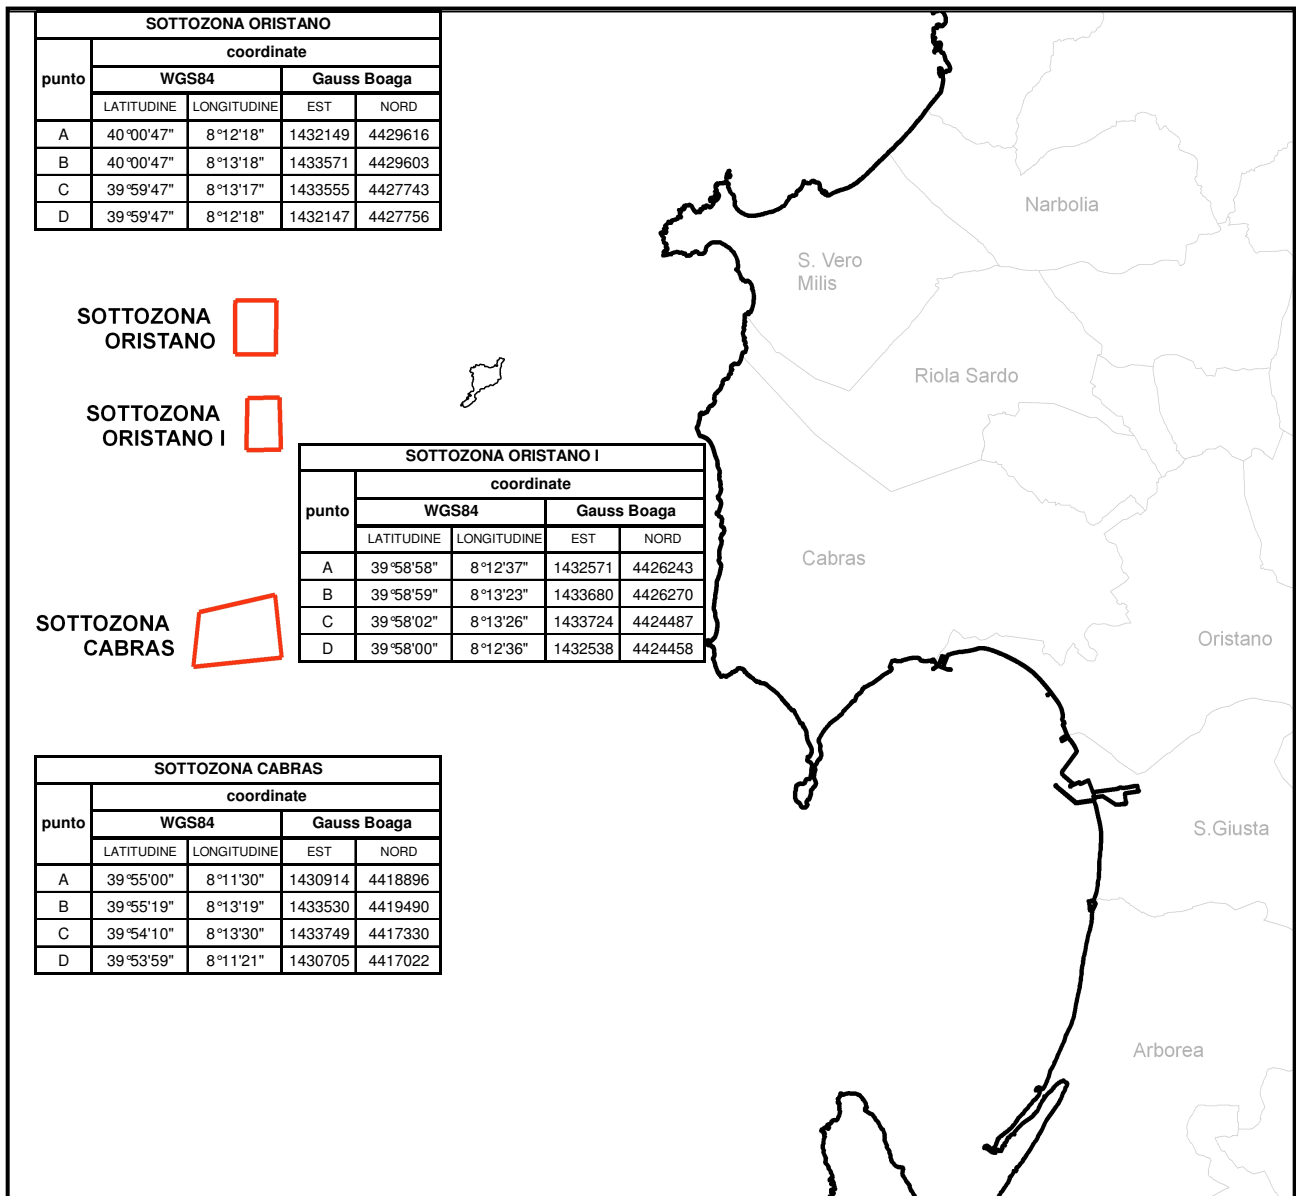 SOTTOZONA ORISTANO
coordinate
punto WGS84 Gauss Boaga
LATITUDINE LONGITUDINE EST NORD
A 40°00'47" 8°12'18" 1432149 4429616
B 40°00'47" 8°13'18" 1433571 4429603
C 39°59'47" 8°13'17" 1433555 4427743
D 39°59'47" 8°12'18" 1432147 4427756
Narbolia
S. Vero
Milis
SOTTOZONA
ORISTANO
Riola Sardo
SOTTOZONA
ORISTANO I
SOTTOZONA ORISTANO I
coordinate
punto WGS84 Gauss Boaga
LATITUDINE LONGITUDINE EST NORD
A 39°58'58" 8°12'37" 1432571 4426243
B 39°58'59" 8°13'23" 1433680 4426270
C 39°58'02" 8°13'26" 1433724 4424487
D 39°58'00" 8°12'36" 1432538 4424458
Cabras
SOTTOZONA
CABRAS
Oristano
SOTTOZONA CABRAS
coordinate
punto WGS84 Gauss Boaga
LATITUDINE LONGITUDINE EST NORD
A 39°55'00" 8°11'30" 1430914 4418896
B 39°55'19" 8°13'19" 1433530 4419490
C 39°54'10" 8°13'30" 1433749 4417330
D 39°53'59" 8°11'21" 1430705 4417022
S.Giusta
Arborea